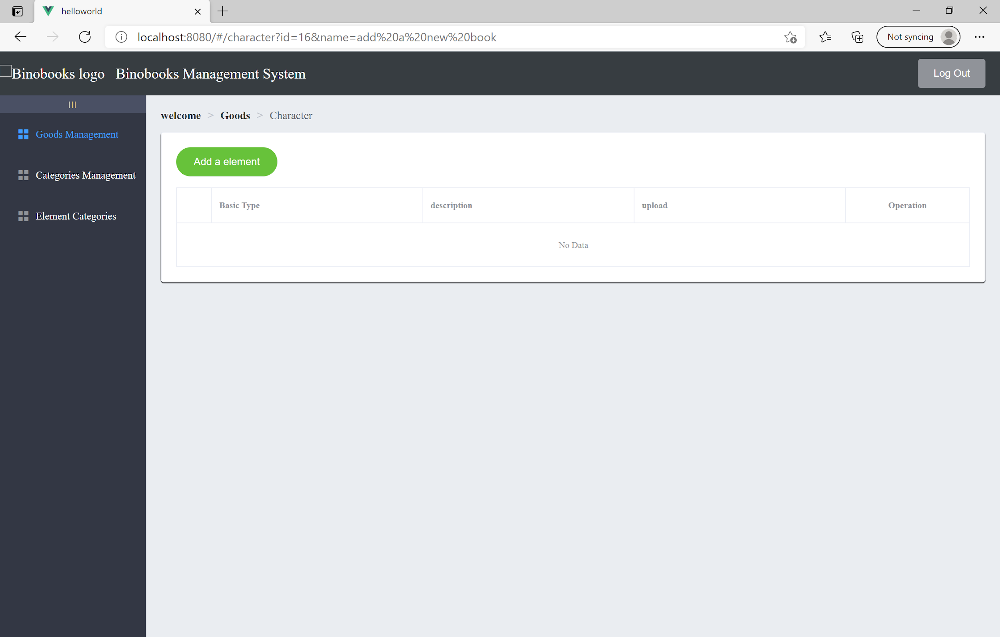 helloworld
localhost:8080/#/character?id=16&name=add%20a%20new%20book
Not syncing
Binobooks logo Binobooks Management System
Log Out
|||
welcome > Goods > Character
Goods Management
Categories Management
Element Categories
Add a element
Basic Type description upload Operation
No Data